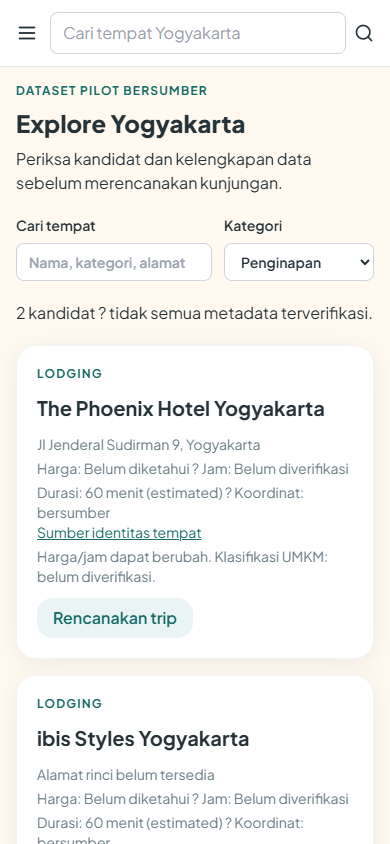 Cari tempat Yogyakarta
DATASET PILOT BERSUMBER
Explore Yogyakarta
Periksa kandidat dan kelengkapan data
sebelum merencanakan kunjungan.
Cari tempat
Kategori
Nama, kategori, alamat
Penginapan
2 kandidat ? tidak semua metadata terverifikasi.
LODGING
The Phoenix Hotel Yogyakarta
Jl Jenderal Sudirman 9, Yogyakarta
Harga: Belum diketahui ? Jam: Belum diverifikasi
Durasi: 60 menit (estimated) ? Koordinat:
bersumber
Sumber identitas tempat
Harga/jam dapat berubah. Klasifikasi UMKM:
belum diverifikasi.
Rencanakan trip
LODGING
ibis Styles Yogyakarta
Alamat rinci belum tersedia
Harga: Belum diketahui ? Jam: Belum diverifikasi
Durasi: 60 menit (estimated) ? Koordinat:
bersumber